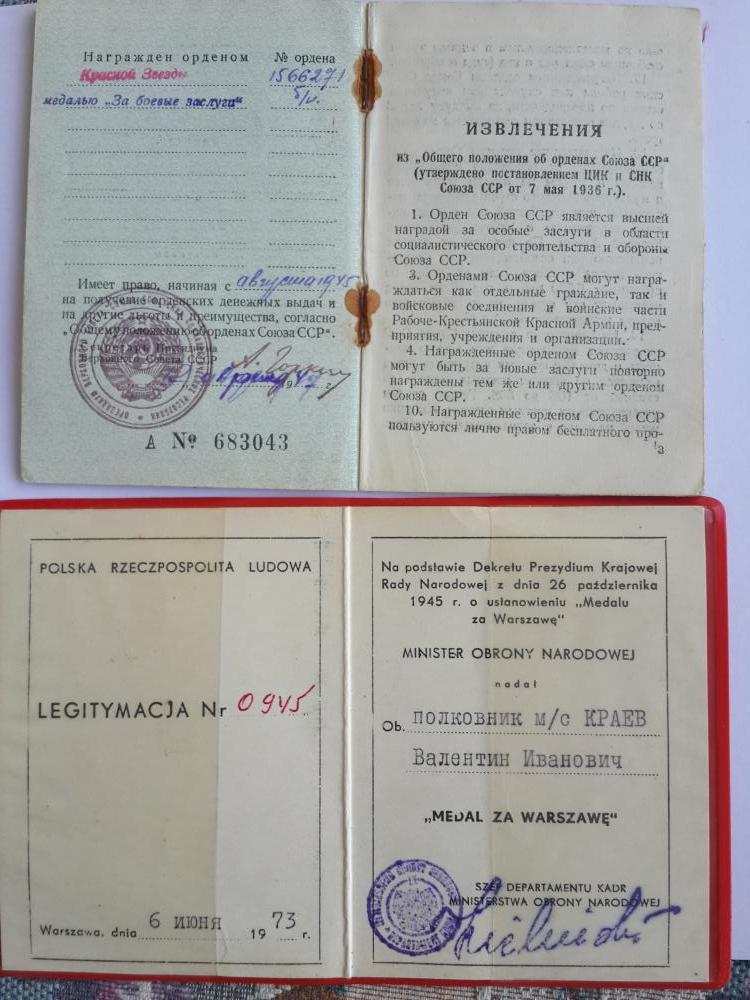 Награжден орденом № ордена
Красной Звезды 1566271
медалью „За боевые заслуги“ б/н.
Имеет право, начиная с августа 1945
на получение орденских денежных выдач и
на другие льготы и преимущества, согласно
„Общему положению об орденах Союза ССР“.
Секретарь Президиума
Верховного Совета СССР
А № 683043
ИЗВЛЕЧЕНИЯ
из „Общего положения об орденах Союза ССР“
(утверждено постановлением ЦИК и СНК
Союза ССР от 7 мая 1936 г.).
1. Орден Союза ССР является высшей
наградой за особые заслуги в области
социалистического строительства и обороны
Союза ССР.
3. Орденами Союза ССР могут награ-
ждаться как отдельные граждане, так и
войсковые соединения и воинские части
Рабоче-Крестьянской Красной Армии, пред-
приятия, учреждения и организации.
4. Награжденные орденом Союза ССР
могут быть за новые заслуги повторно
награждены тем же или другим орденом
Союза ССР.
10. Награжденные орденом Союза ССР
пользуются лично правом бесплатного про-
3
POLSKA RZECZPOSPOLITA LUDOWA
LEGITYMACJA Nr 0945
Warszawa, dnia 6 ИЮНЯ 1973 r.
Na podstawie Dekretu Prezydium Krajowej
Rady Narodowej z dnia 26 października
1945 r. o ustanowieniu „Medalu
za Warszawę“
MINISTER OBRONY NARODOWEJ
nadał
Ob. полковник м/с КРАЕВ
Валентин Иванович
„MEDAL ZA WARSZAWĘ“
SZEF DEPARTAMENTU KADR
MINISTERSTWA OBRONY NARODOWEJ